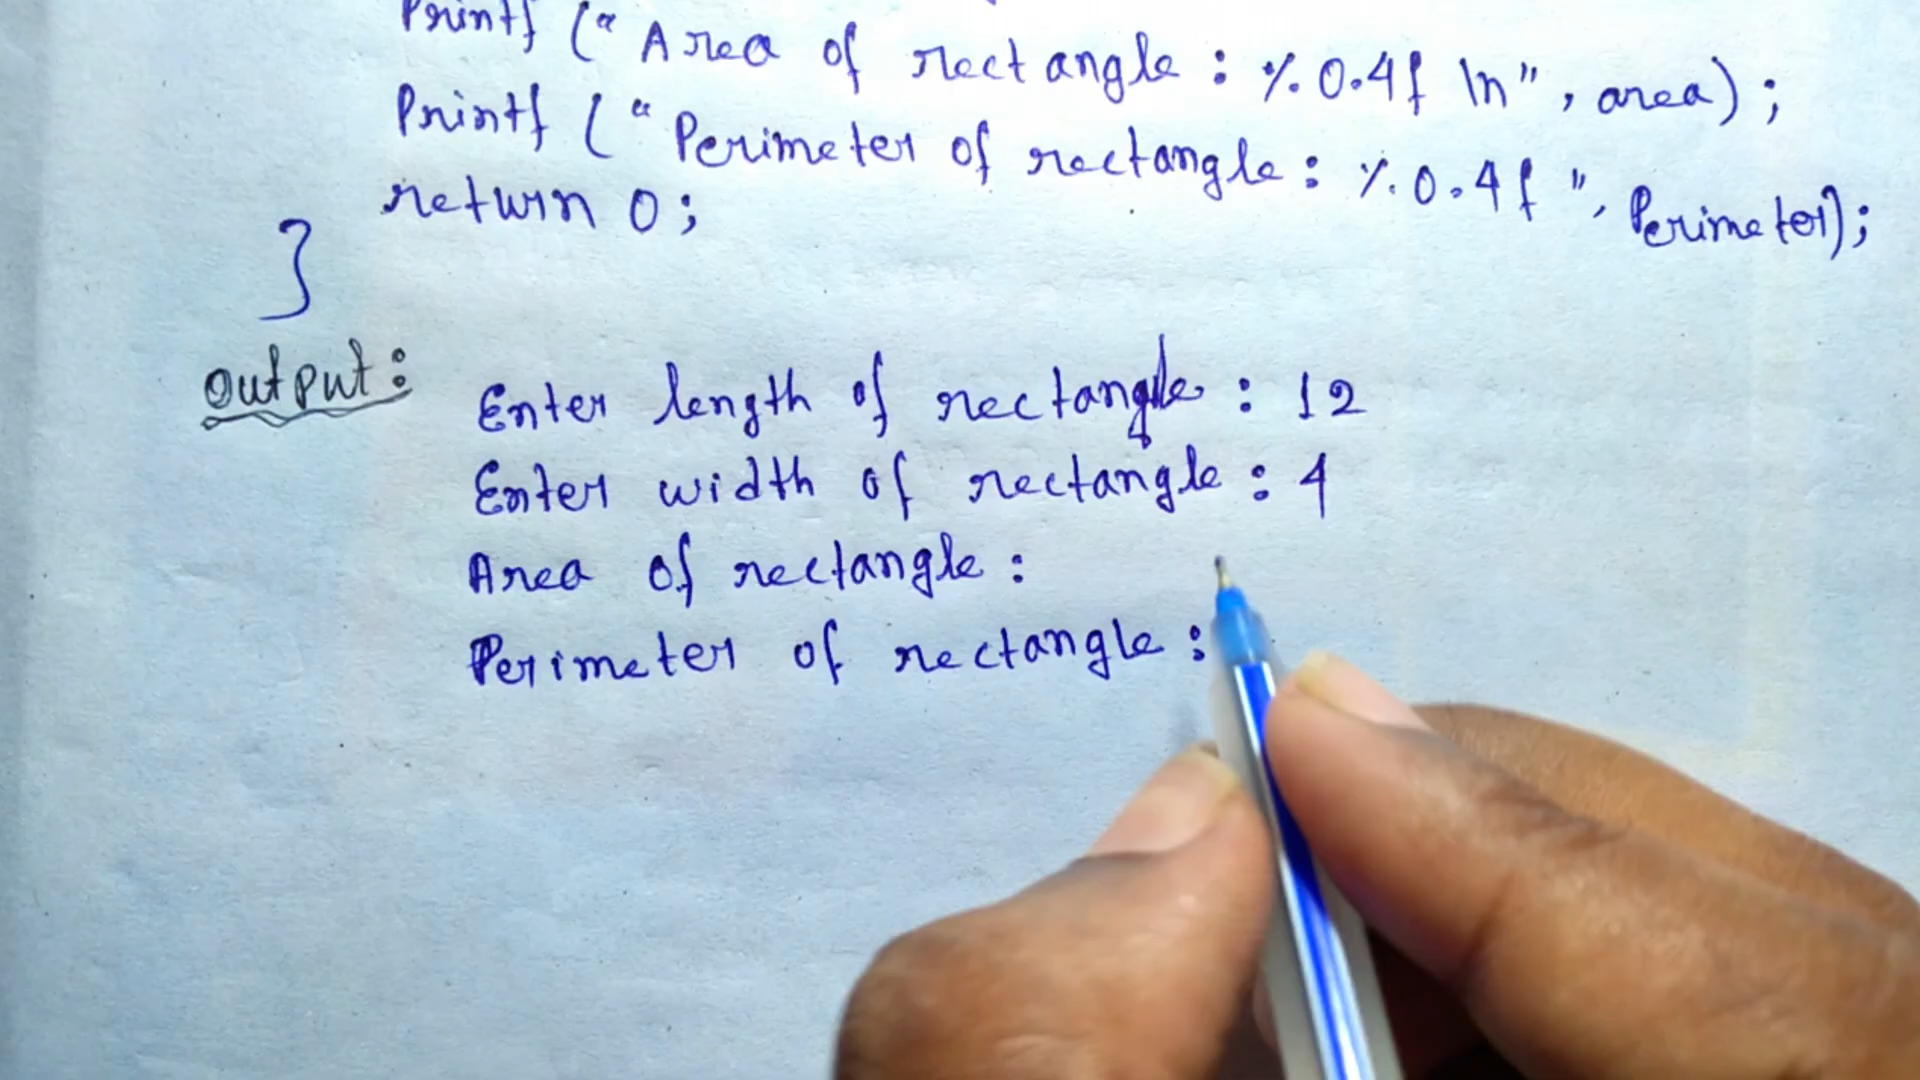 Printf ("Area of rectangle : %0.4f \n", area);
Printf ("Perimeter of rectangle : %0.4f ", Perimeter);
return 0;
}
output:
Enter length of rectangle : 12
Enter width of rectangle : 4
Area of rectangle :
Perimeter of rectangle :